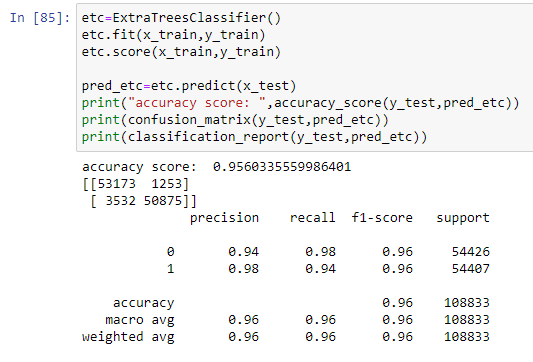 In [85]: etc=ExtraTreesClassifier()
etc.fit(x_train,y_train)
etc.score(x_train,y_train)
pred_etc=etc.predict(x_test)
print("accuracy score: ",accuracy_score(y_test,pred_etc))
print(confusion_matrix(y_test,pred_etc))
print(classification_report(y_test,pred_etc))
accuracy score:  0.9560335559986401
[[53173  1253]
 [ 3532 50875]]
              precision    recall  f1-score   support
           0       0.94      0.98      0.96     54426
           1       0.98      0.94      0.96     54407
    accuracy                           0.96    108833
   macro avg       0.96      0.96      0.96    108833
weighted avg       0.96      0.96      0.96    108833